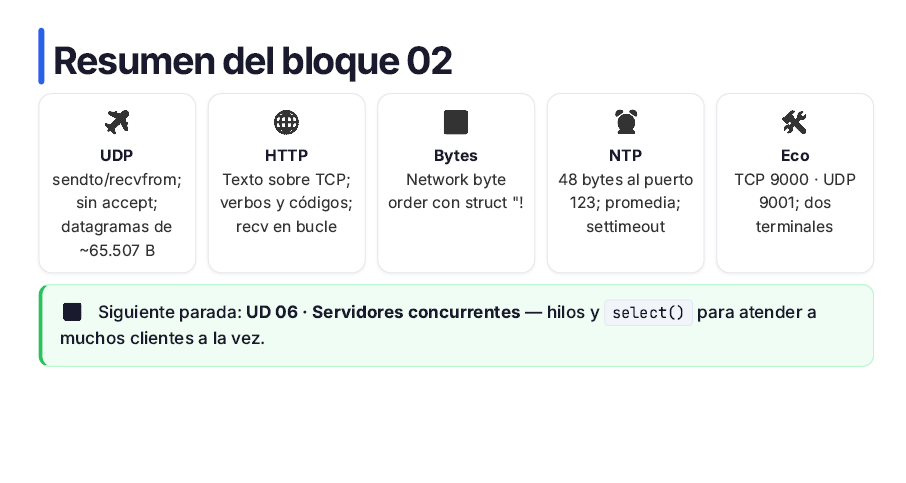 Resumen del bloque 02
UDP
sendto/recvfrom;
sin accept;
datagramas de
~65.507 B
HTTP
Texto sobre TCP;
verbos y códigos;
recv en bucle
Bytes
Network byte
order con struct "!
NTP
48 bytes al puerto
123; promedia;
settimeout
Eco
TCP 9000 · UDP
9001; dos
terminales
Siguiente parada: UD 06 · Servidores concurrentes — hilos y select() para atender a
muchos clientes a la vez.